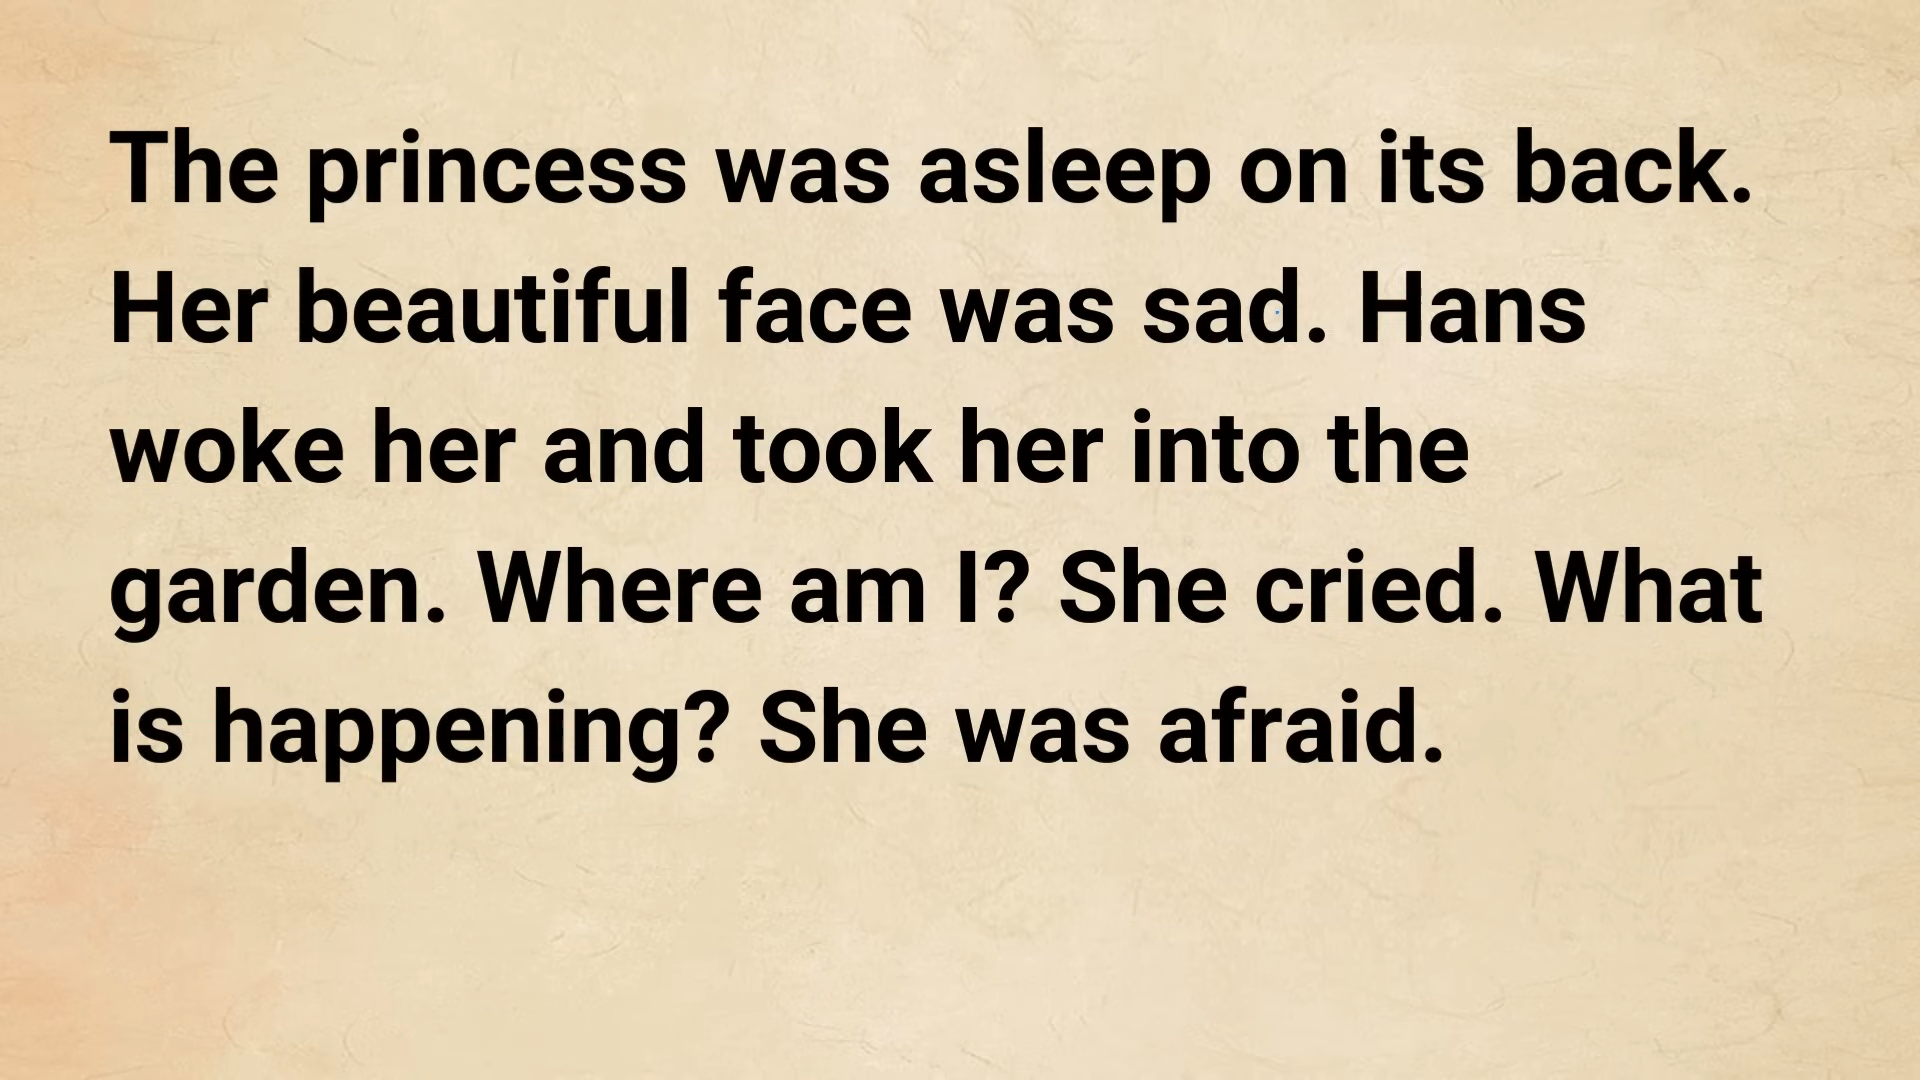 The princess was asleep on its back.
Her beautiful face was sad. Hans
woke her and took her into the
garden. Where am I? She cried. What
is happening? She was afraid.